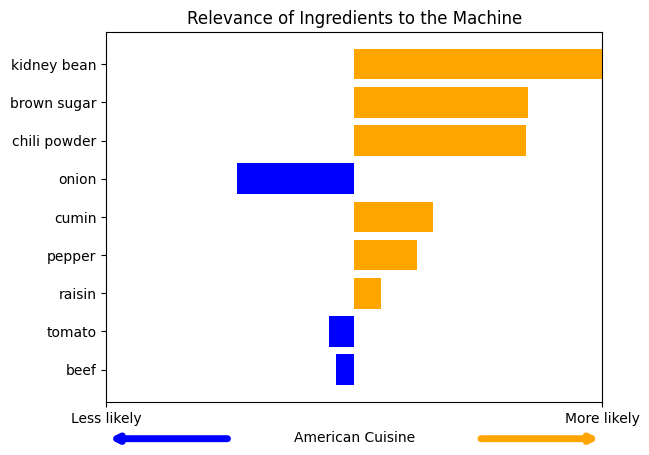 Relevance of Ingredients to the Machine
kidney bean
brown sugar
chili powder
onion
cumin
pepper
raisin
tomato
beef
Less likely
More likely
American Cuisine